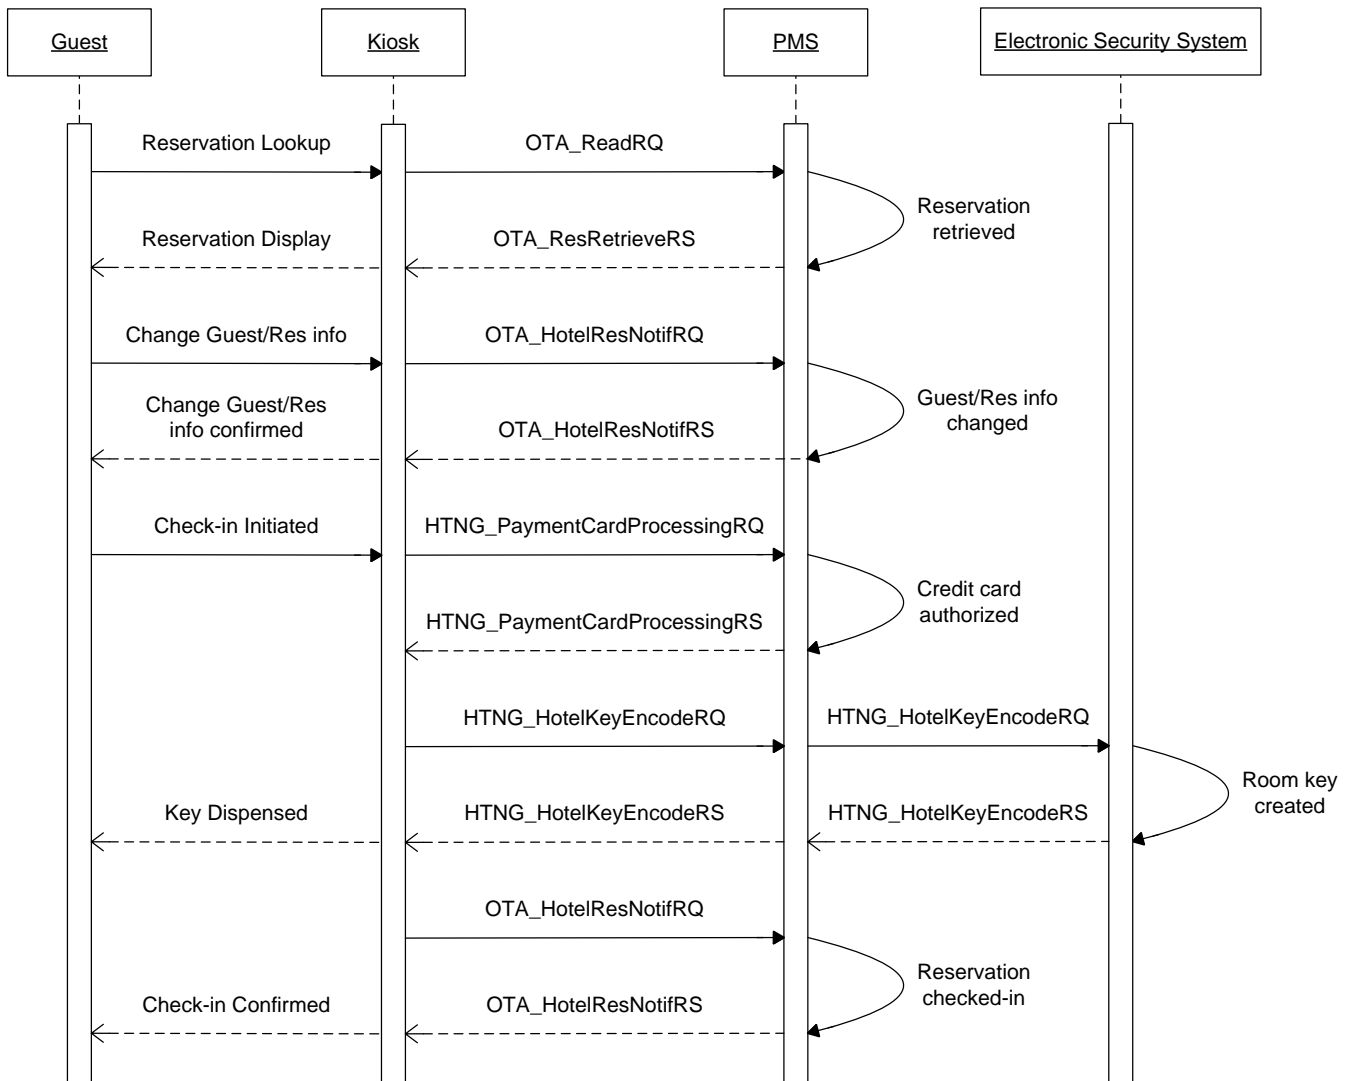 Guest
Kiosk
PMS
Electronic Security System
Reservation Lookup
OTA_ReadRQ
Reservation
retrieved
Reservation Display
OTA_ResRetrieveRS
Change Guest/Res info
OTA_HotelResNotifRQ
Guest/Res info
changed
Change Guest/Res
info confirmed
OTA_HotelResNotifRS
Check-in Initiated
HTNG_PaymentCardProcessingRQ
Credit card
authorized
HTNG_PaymentCardProcessingRS
HTNG_HotelKeyEncodeRQ
HTNG_HotelKeyEncodeRQ
Room key
created
Key Dispensed
HTNG_HotelKeyEncodeRS
HTNG_HotelKeyEncodeRS
OTA_HotelResNotifRQ
Reservation
checked-in
Check-in Confirmed
OTA_HotelResNotifRS